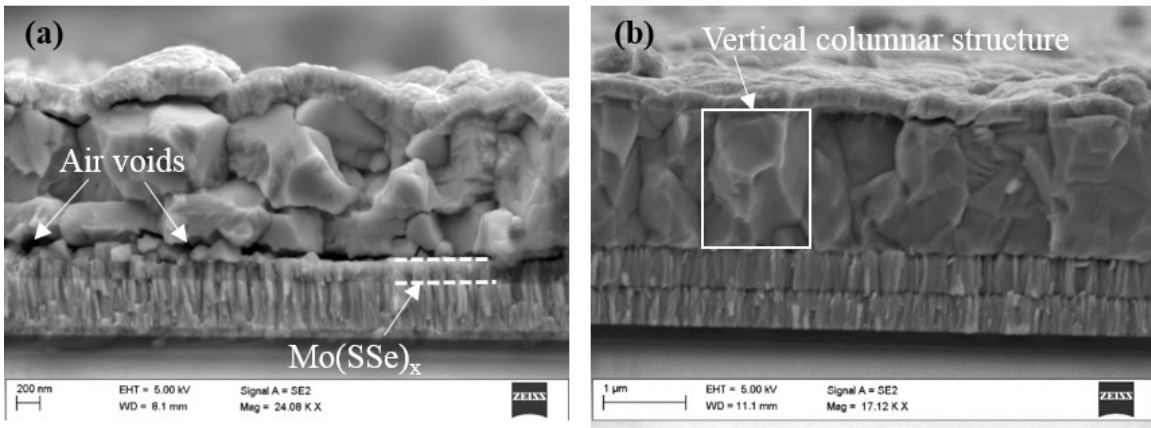 (a)
Air voids
Mo(SSe)x
200 nm
EHT = 5.00 kV
WD = 8.1 mm
Signal A = SE2
Mag = 24.08 K X
ZEISS
(b)
Vertical columnar structure
1 µm
EHT = 5.00 kV
WD = 11.1 mm
Signal A = SE2
Mag = 17.12 K X
ZEISS